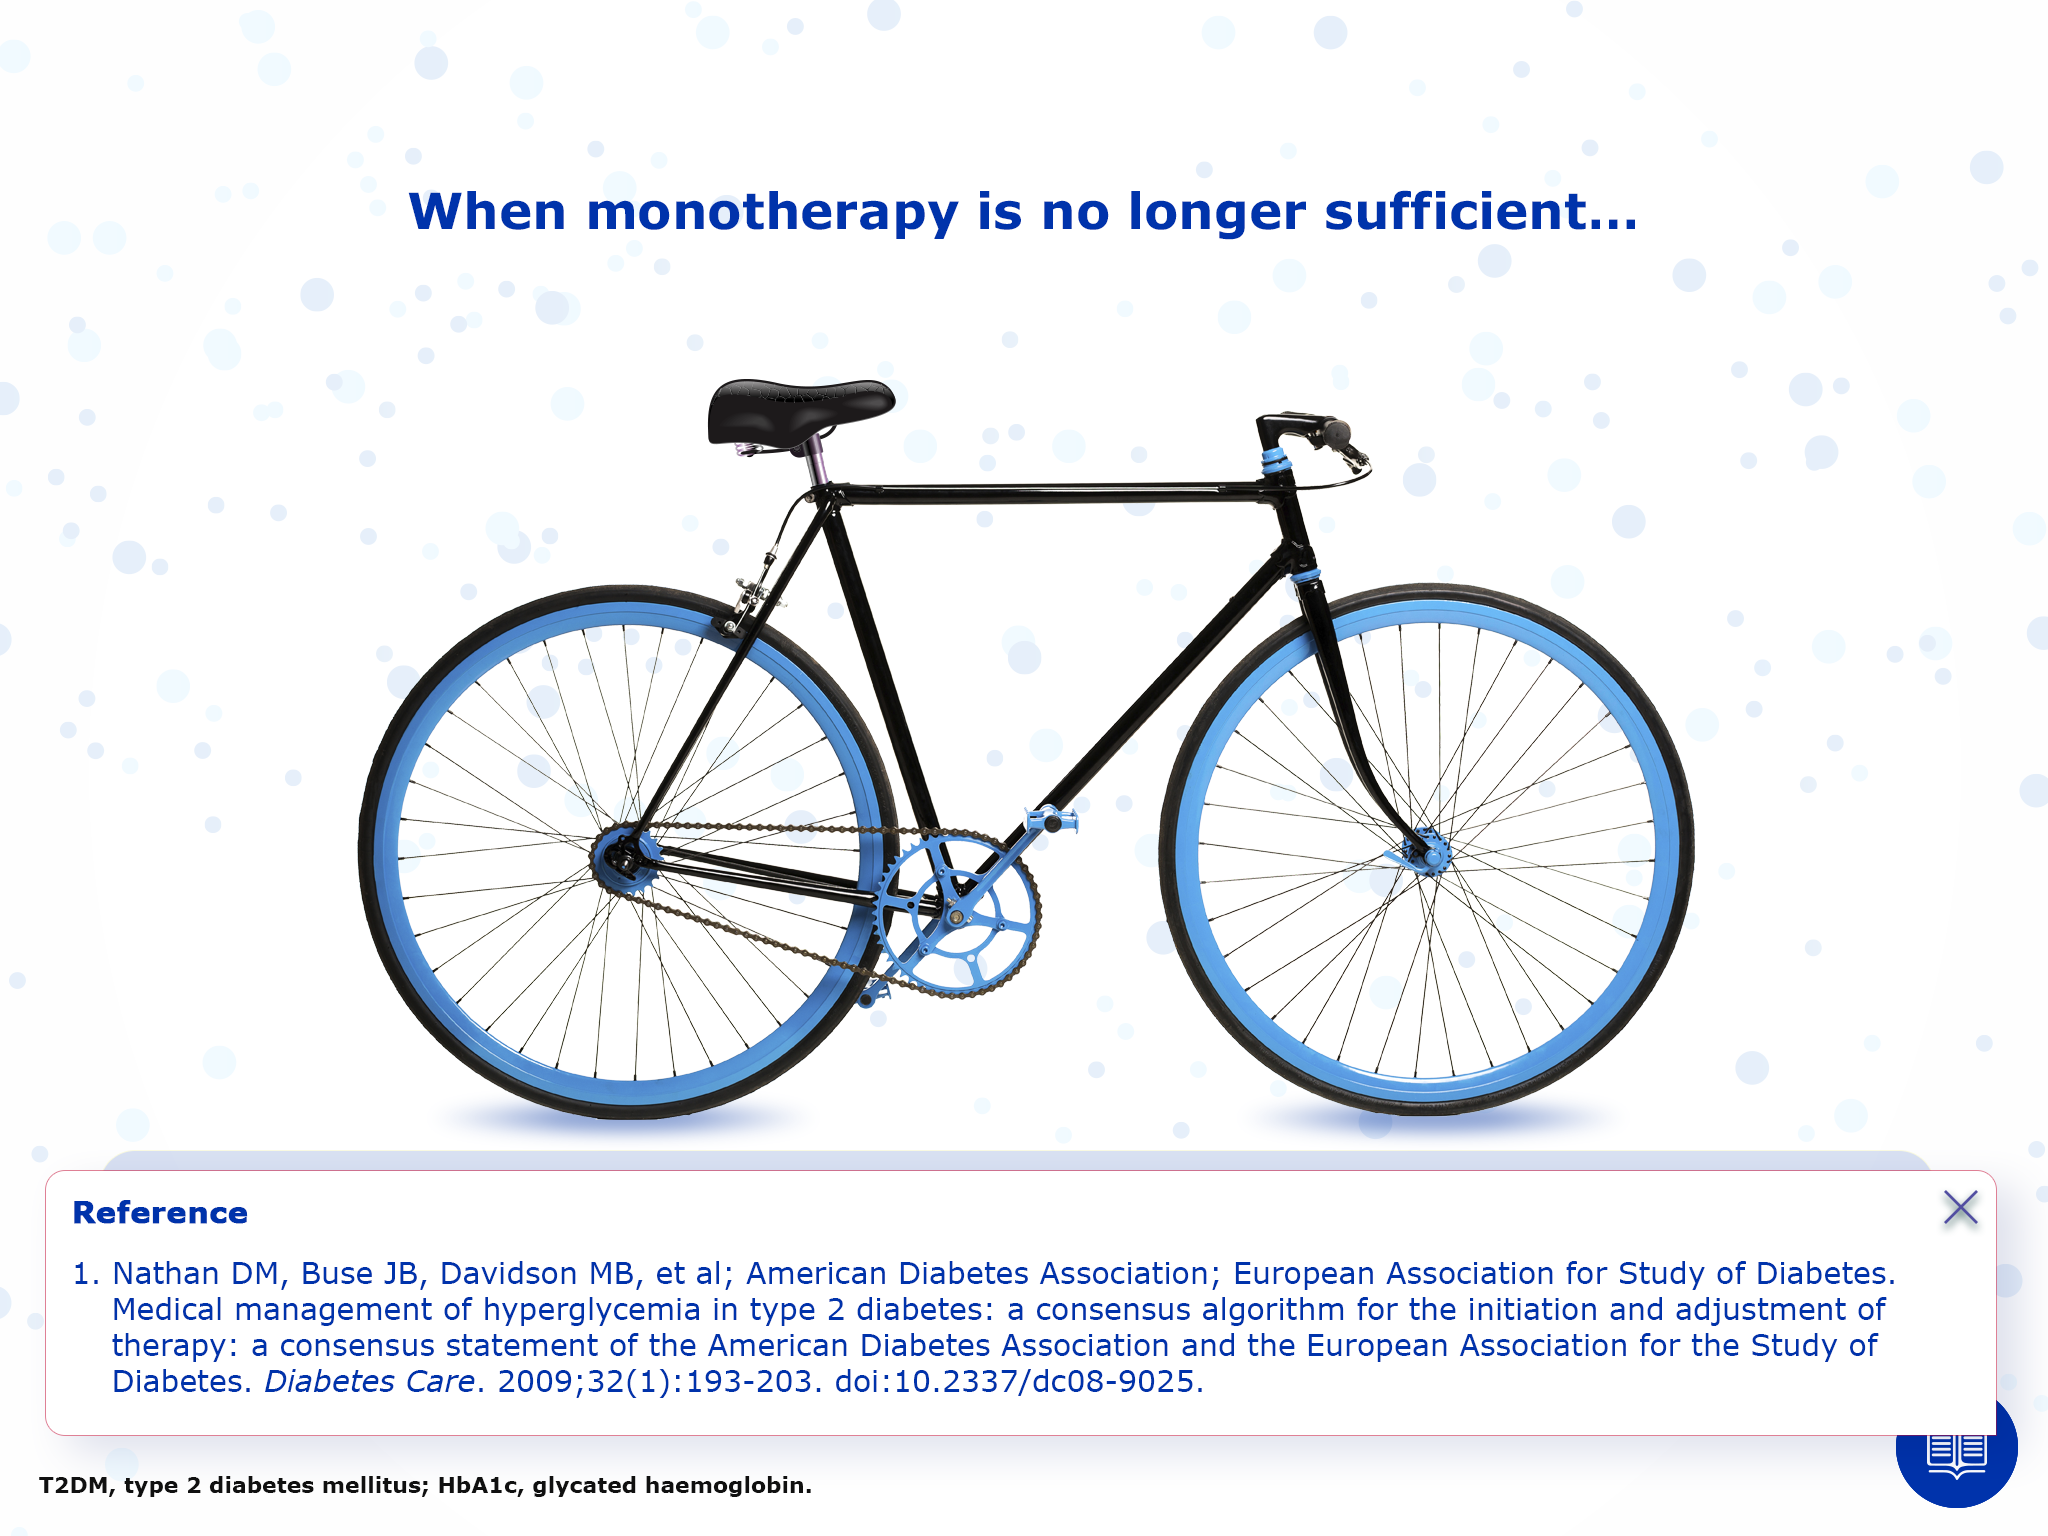 When monotherapy is no longer sufficient...
Reference
1. Nathan DM, Buse JB, Davidson MB, et al; American Diabetes Association; European Association for Study of Diabetes.
Medical management of hyperglycemia in type 2 diabetes: a consensus algorithm for the initiation and adjustment of
therapy: a consensus statement of the American Diabetes Association and the European Association for the Study of
Diabetes. Diabetes Care. 2009;32(1):193-203. doi:10.2337/dc08-9025.
T2DM, type 2 diabetes mellitus; HbA1c, glycated haemoglobin.